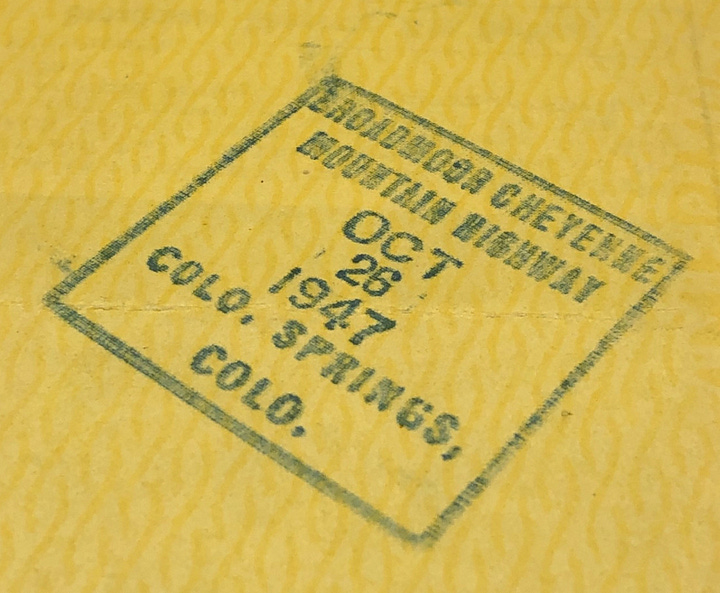 BROADMOOR CHEYENNE
MOUNTAIN HIGHWAY
OCT
26
1947
COLO. SPRINGS,
COLO.